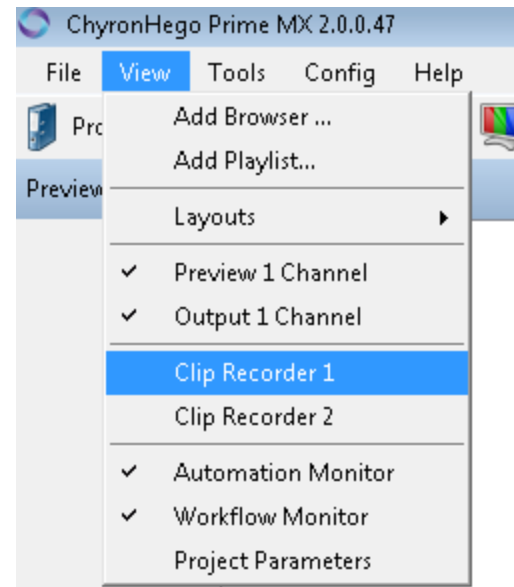 ChyronHego Prime MX 2.0.0.47
File View Tools Config Help
Add Browser ...
Add Playlist...
Preview
Layouts
Preview 1 Channel
Output 1 Channel
Clip Recorder 1
Clip Recorder 2
Automation Monitor
Workflow Monitor
Project Parameters